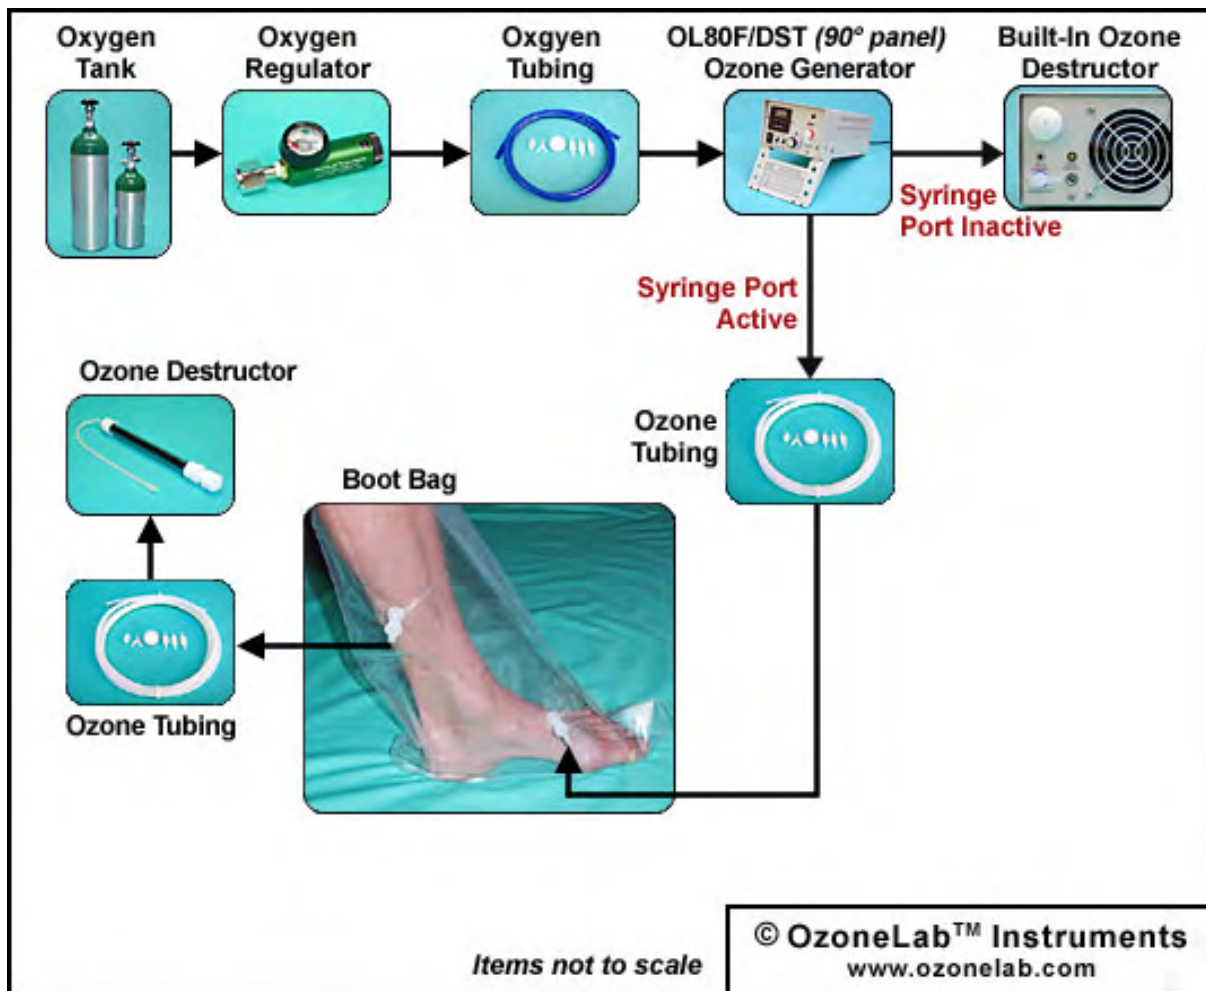 Oxygen
Tank
Oxygen
Regulator
Oxgyen
Tubing
OL80F/DST (90° panel)
Ozone Generator
Built-In Ozone
Destructor
Syringe
Port Inactive
Syringe Port
Active
Ozone Destructor
Ozone
Tubing
Boot Bag
Ozone Tubing
Items not to scale
© OzoneLab™ Instruments
www.ozonelab.com